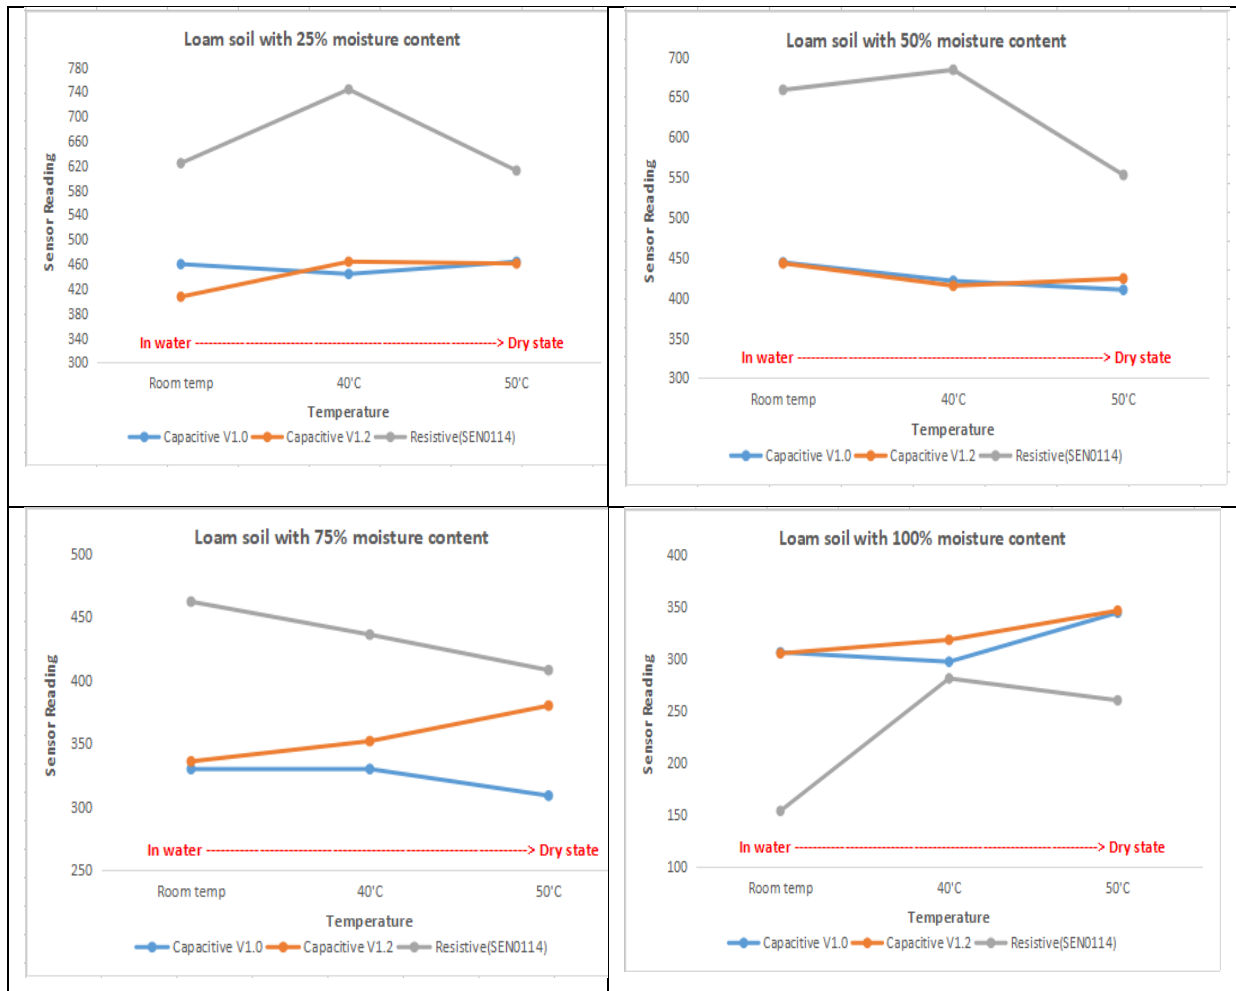 Loam soil with 25% moisture content
780
740
700
660
620
580
540
500
460
420
380
340
300
Sensor Reading
In water ----------------------------------------------------> Dry state
Room temp 40'C 50'C
Temperature
Capacitive V1.0 Capacitive V1.2 Resistive(SEN0114)
Loam soil with 50% moisture content
700
650
600
550
500
450
400
350
300
Sensor Reading
In water ----------------------------------------------------> Dry state
Room temp 40'C 50'C
Temperature
Capacitive V1.0 Capacitive V1.2 Resistive(SEN0114)
Loam soil with 75% moisture content
500
450
400
350
300
250
Sensor Reading
In water ----------------------------------------------------> Dry state
Room temp 40'C 50'C
Temperature
Capacitive V1.0 Capacitive V1.2 Resistive(SEN0114)
Loam soil with 100% moisture content
400
350
300
250
200
150
100
Sensor Reading
In water ----------------------------------------------------> Dry state
Room temp 40'C 50'C
Temperature
Capacitive V1.0 Capacitive V1.2 Resistive(SEN0114)